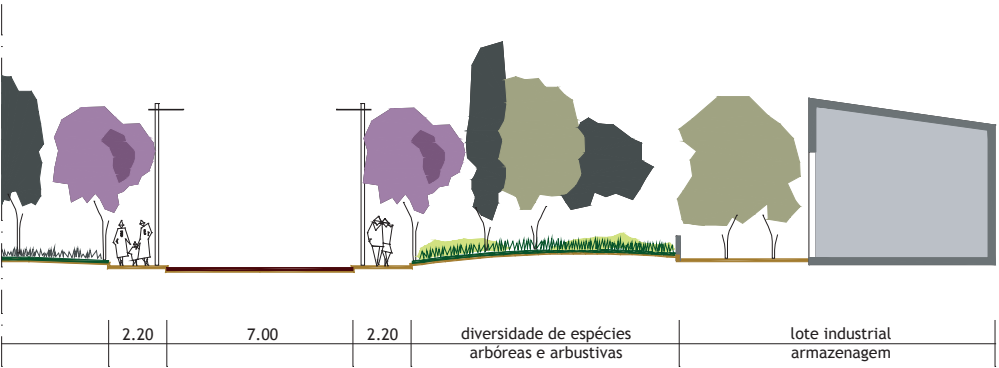 2.20
7.00
2.20
diversidade de espécies
arbóreas e arbustivas
lote industrial
armazenagem